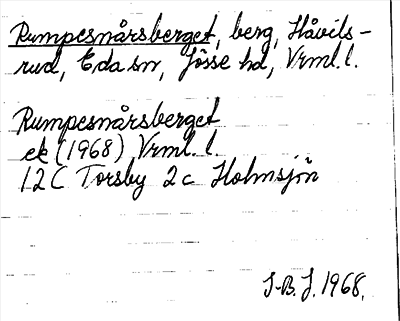 Rumpesnårsberget, berg, Håvils-
rud, Eda sn, Jösse hd, Vrml. l.
Rumpesnårsberget
ek (1968) Vrml. l.
12C Torsby 2c Holmsjön
S-B. J. 1968.